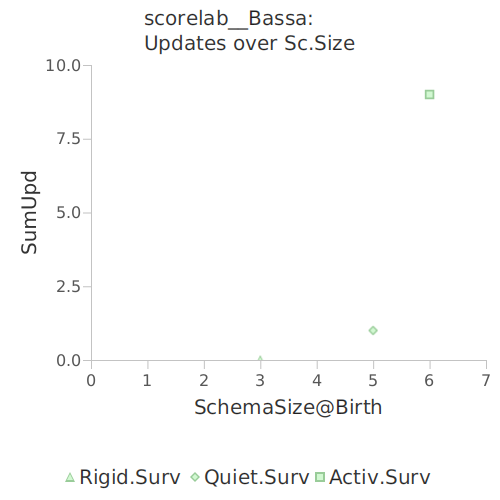 scorelab__Bassa:
Updates over Sc.Size
10.0
7.5
5.0
2.5
0.0
SumUpd
0 1 2 3 4 5 6 7
SchemaSize@Birth
Rigid.Surv Quiet.Surv Activ.Surv